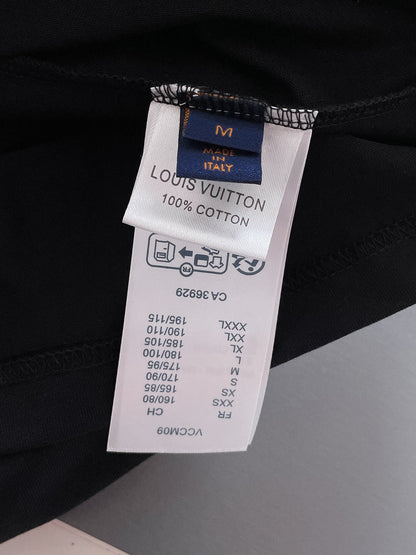 M
MADE
IN
ITALY
LOUIS VUITTON
100% COTTON
FR
CA 36929
VCCM09
CH FR
160/80 XS
165/85 S
170/90 M
175/95 L
180/100 XL
185/105 XXL
190/110 XXXL
195/115